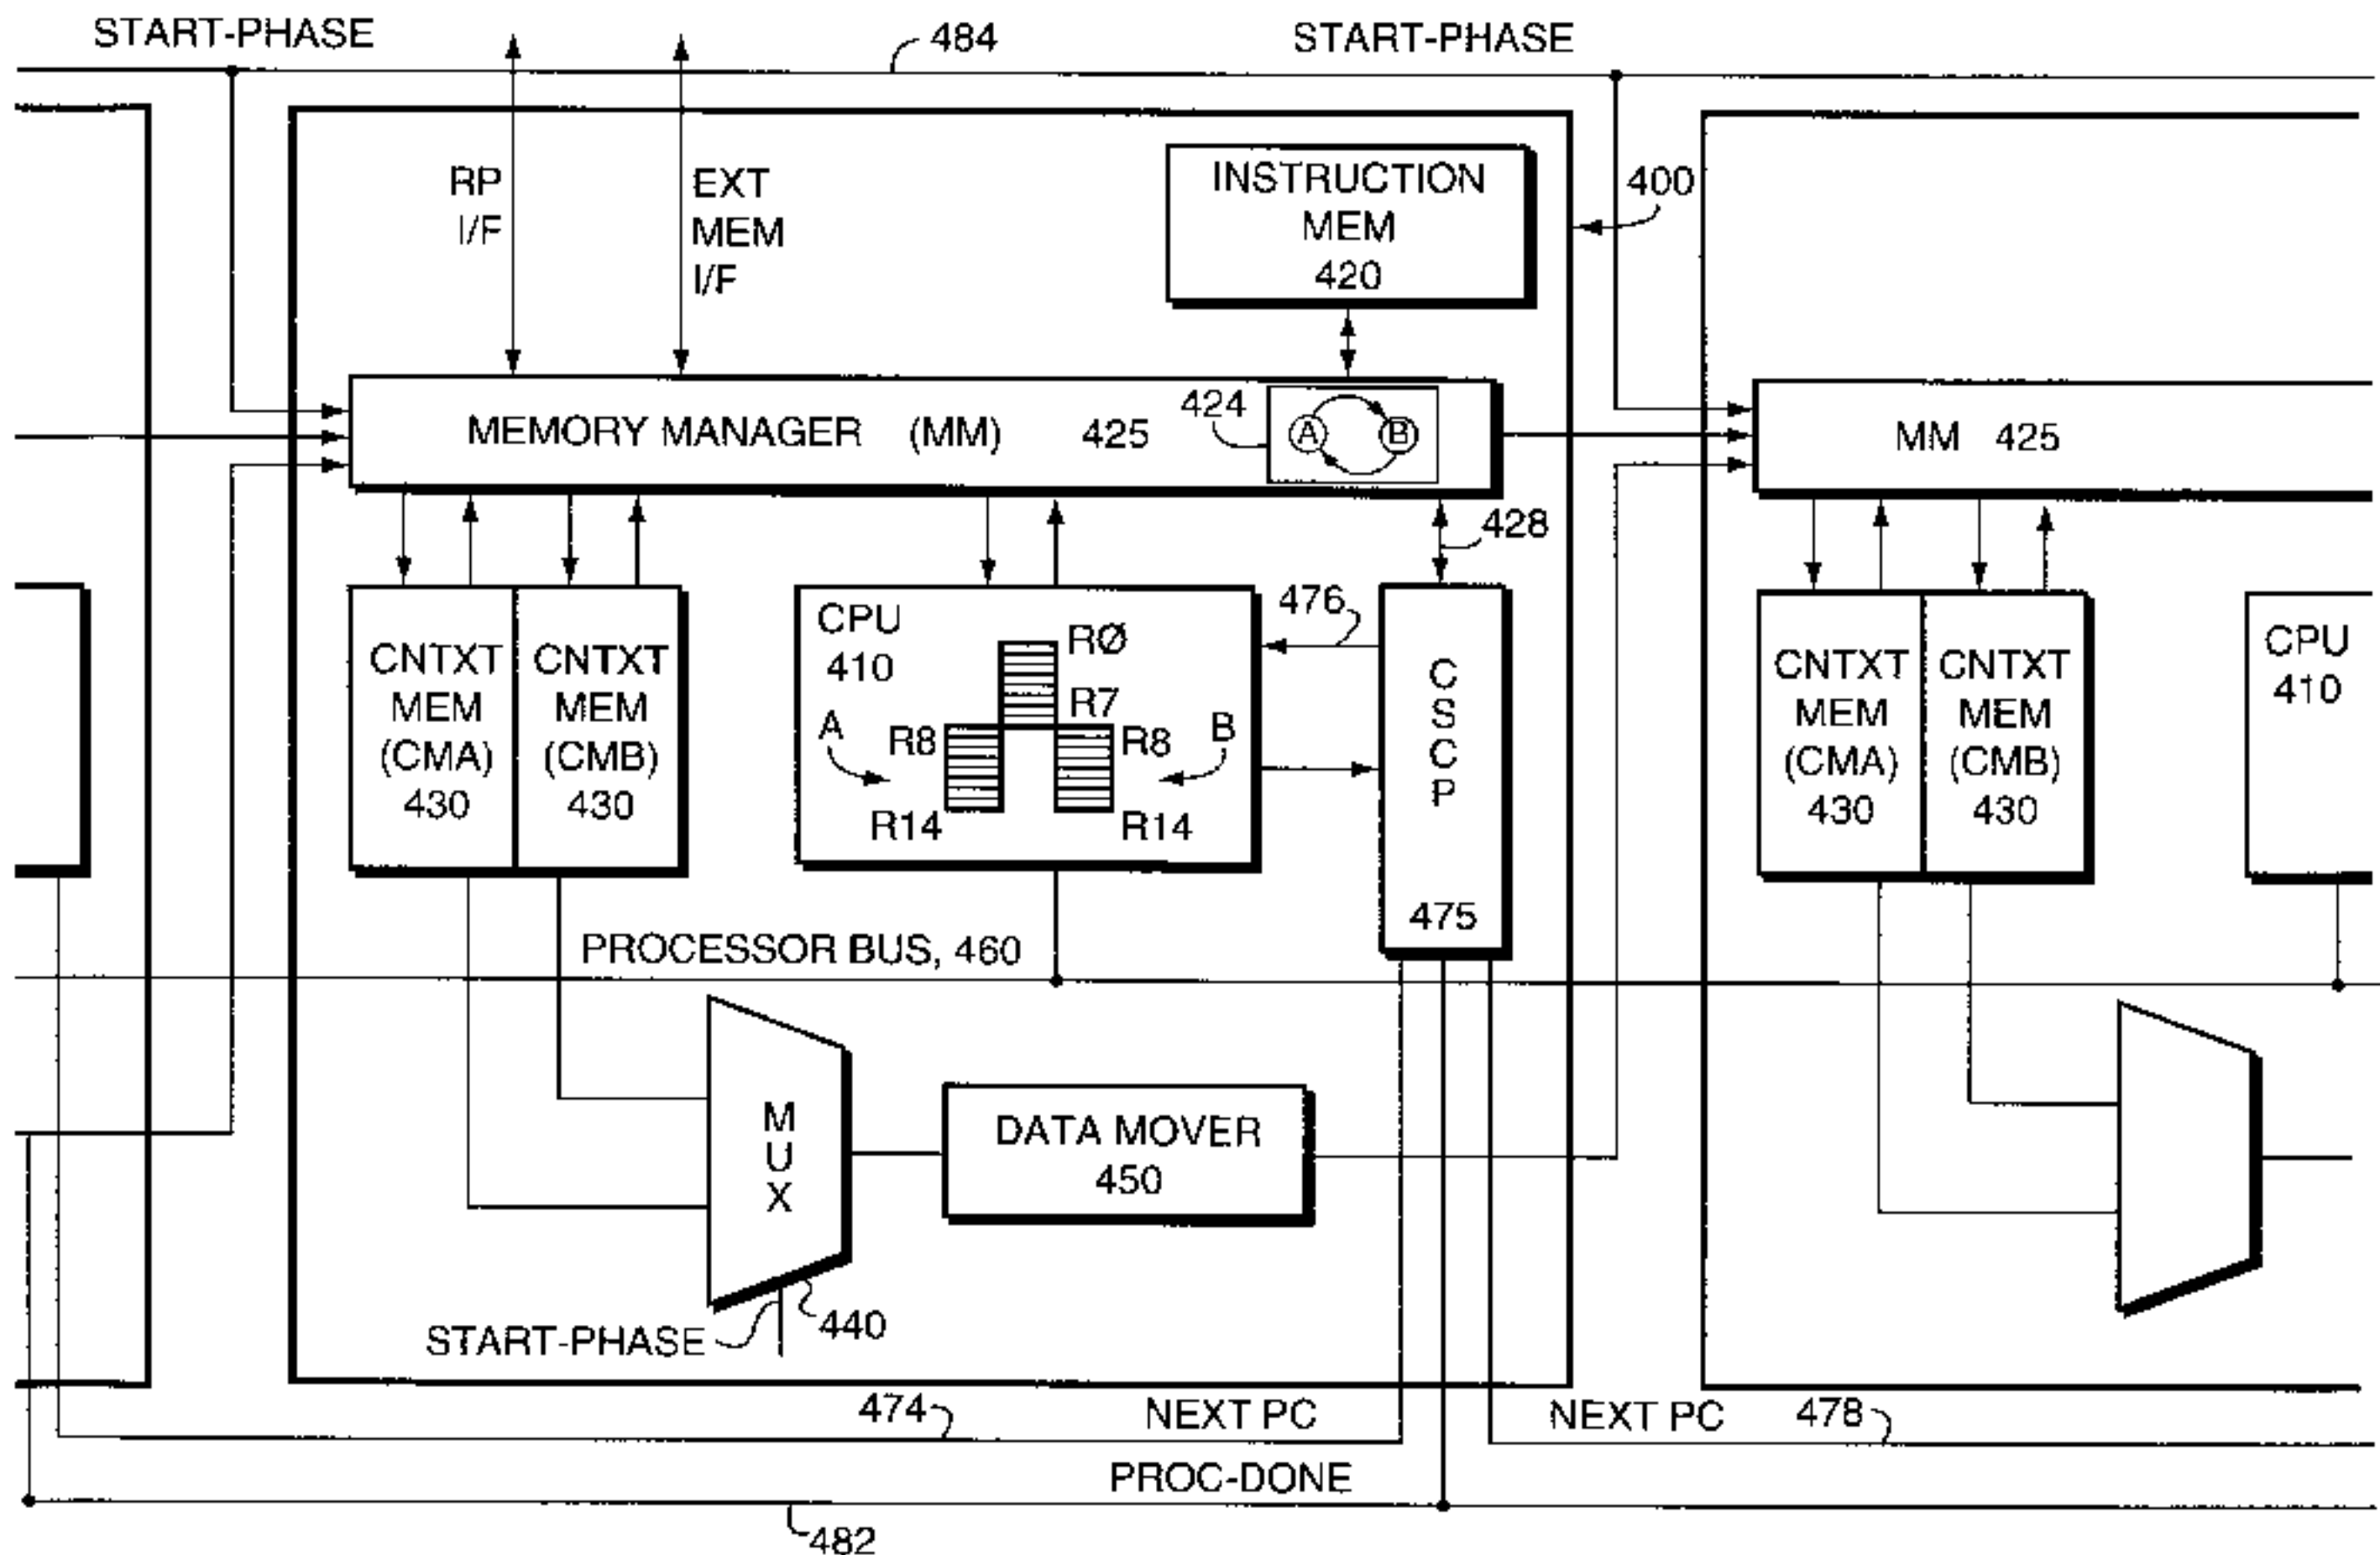 START-PHASE
484
START-PHASE
RP
I/F
EXT
MEM
I/F
INSTRUCTION
MEM
420
400
MEMORY MANAGER (MM) 425
424
A
B
MM 425
428
CNTXT
MEM
(CMA)
430
CNTXT
MEM
(CMB)
430
CPU
410
RØ
R7
A
R8
R8
B
R14
R14
476
C
S
C
P
475
CNTXT
MEM
(CMA)
430
CNTXT
MEM
(CMB)
430
CPU
410
PROCESSOR BUS, 460
M
U
X
DATA MOVER
450
START-PHASE
440
474
NEXT PC
NEXT PC
478
PROC-DONE
482